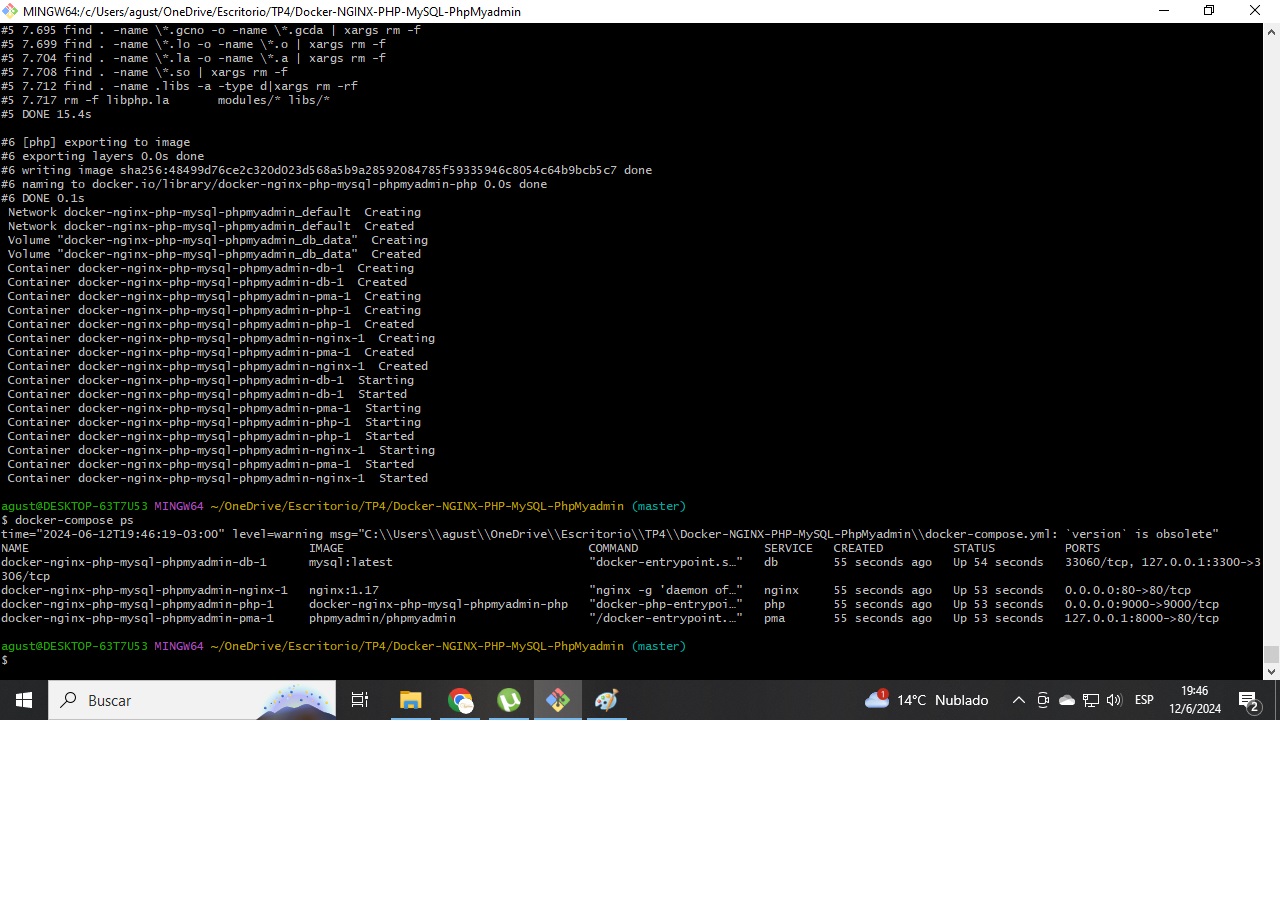 MINGW64:/c/Users/agust/OneDrive/Escritorio/TP4/Docker-NGINX-PHP-MySQL-PhpMyadmin
#5 7.695 find . -name \*.gcno -o -name \*.gcda | xargs rm -f
#5 7.699 find . -name \*.lo -o -name \*.o | xargs rm -f
#5 7.704 find . -name \*.la -o -name \*.a | xargs rm -f
#5 7.708 find . -name \*.so | xargs rm -f
#5 7.712 find . -name .libs -a -type d|xargs rm -rf
#5 7.717 rm -f libphp.la       modules/* libs/*
#5 DONE 15.4s
#6 [php] exporting to image
#6 exporting layers 0.0s done
#6 writing image sha256:48499d76ce2c320d023d568a5b9a28592084785f59335946c8054c64b9bcb5c7 done
#6 naming to docker.io/library/docker-nginx-php-mysql-phpmyadmin-php 0.0s done
#6 DONE 0.1s
Network docker-nginx-php-mysql-phpmyadmin_default  Creating
Network docker-nginx-php-mysql-phpmyadmin_default  Created
Volume "docker-nginx-php-mysql-phpmyadmin_db_data"  Creating
Volume "docker-nginx-php-mysql-phpmyadmin_db_data"  Created
Container docker-nginx-php-mysql-phpmyadmin-db-1  Creating
Container docker-nginx-php-mysql-phpmyadmin-db-1  Created
Container docker-nginx-php-mysql-phpmyadmin-pma-1  Creating
Container docker-nginx-php-mysql-phpmyadmin-php-1  Creating
Container docker-nginx-php-mysql-phpmyadmin-php-1  Created
Container docker-nginx-php-mysql-phpmyadmin-nginx-1  Creating
Container docker-nginx-php-mysql-phpmyadmin-pma-1  Created
Container docker-nginx-php-mysql-phpmyadmin-nginx-1  Created
Container docker-nginx-php-mysql-phpmyadmin-db-1  Starting
Container docker-nginx-php-mysql-phpmyadmin-db-1  Started
Container docker-nginx-php-mysql-phpmyadmin-pma-1  Starting
Container docker-nginx-php-mysql-phpmyadmin-php-1  Starting
Container docker-nginx-php-mysql-phpmyadmin-php-1  Started
Container docker-nginx-php-mysql-phpmyadmin-nginx-1  Starting
Container docker-nginx-php-mysql-phpmyadmin-pma-1  Started
Container docker-nginx-php-mysql-phpmyadmin-nginx-1  Started
agust@DESKTOP-63T7U53 MINGW64 ~/OneDrive/Escritorio/TP4/Docker-NGINX-PHP-MySQL-PhpMyadmin (master)
$ docker-compose ps
time="2024-06-12T19:46:19-03:00" level=warning msg="C:\\Users\\agust\\OneDrive\\Escritorio\\TP4\\Docker-NGINX-PHP-MySQL-PhpMyadmin\\docker-compose.yml: `version` is obsolete"
NAME IMAGE COMMAND SERVICE CREATED STATUS PORTS
docker-nginx-php-mysql-phpmyadmin-db-1 mysql:latest "docker-entrypoint.s…" db 55 seconds ago Up 54 seconds 33060/tcp, 127.0.0.1:3300->3
306/tcp
docker-nginx-php-mysql-phpmyadmin-nginx-1 nginx:1.17 "nginx -g 'daemon of…" nginx 55 seconds ago Up 53 seconds 0.0.0.0:80->80/tcp
docker-nginx-php-mysql-phpmyadmin-php-1 docker-nginx-php-mysql-phpmyadmin-php "docker-php-entrypoi…" php 55 seconds ago Up 53 seconds 0.0.0.0:9000->9000/tcp
docker-nginx-php-mysql-phpmyadmin-pma-1 phpmyadmin/phpmyadmin "/docker-entrypoint.…" pma 55 seconds ago Up 53 seconds 127.0.0.1:8000->80/tcp
agust@DESKTOP-63T7U53 MINGW64 ~/OneDrive/Escritorio/TP4/Docker-NGINX-PHP-MySQL-PhpMyadmin (master)
$
Buscar
1
14°C Nublado
ESP
19:46
12/6/2024
2